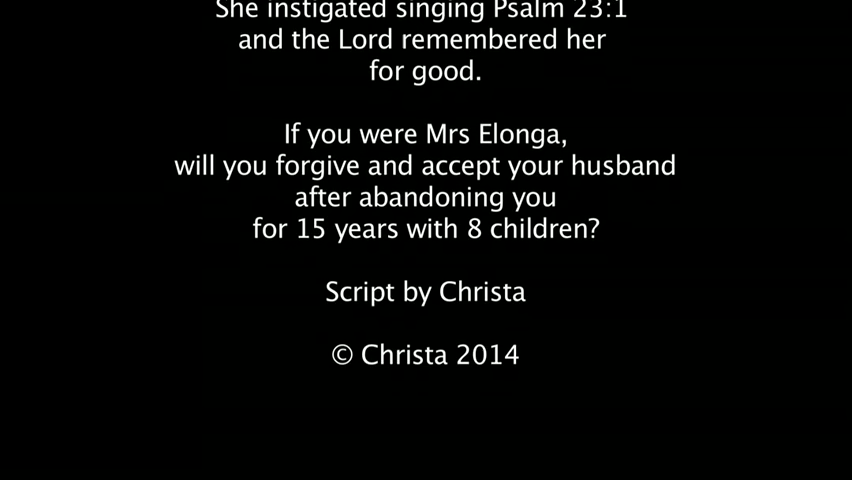 She instigated singing Psalm 23:1
and the Lord remembered her
for good.
If you were Mrs Elonga,
will you forgive and accept your husband
after abandoning you
for 15 years with 8 children?
Script by Christa
© Christa 2014